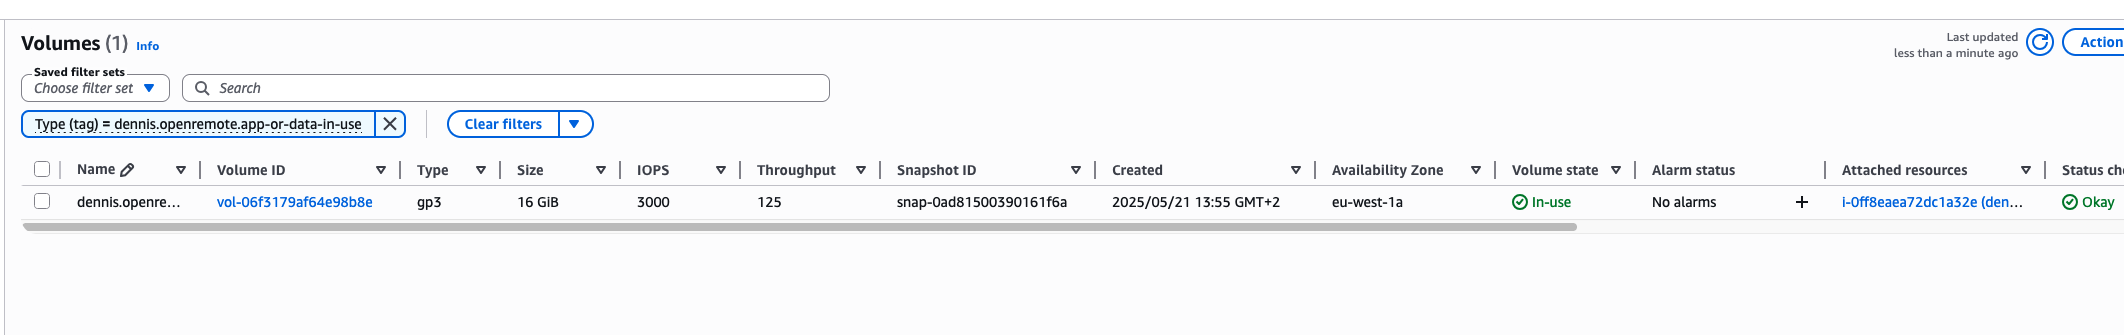 Volumes (1) Info
Last updated
less than a minute ago
Action
Saved filter sets
Choose filter set
Search
Type (tag) = dennis.openremote.app-or-data-in-use
Clear filters
Name Volume ID Type Size IOPS Throughput Snapshot ID Created Availability Zone Volume state Alarm status Attached resources Status che
dennis.openre... vol-06f3179af64e98b8e gp3 16 GiB 3000 125 snap-0ad81500390161f6a 2025/05/21 13:55 GMT+2 eu-west-1a In-use No alarms + i-0ff8eaea72dc1a32e (den... Okay